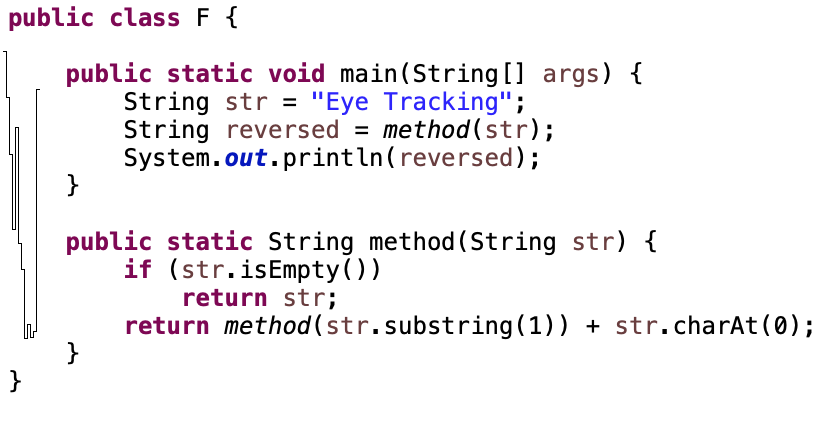 public class F {
public static void main(String[] args) {
String str = "Eye Tracking";
String reversed = method(str);
System.out.println(reversed);
}
public static String method(String str) {
if (str.isEmpty())
return str;
return method(str.substring(1)) + str.charAt(0);
}
}